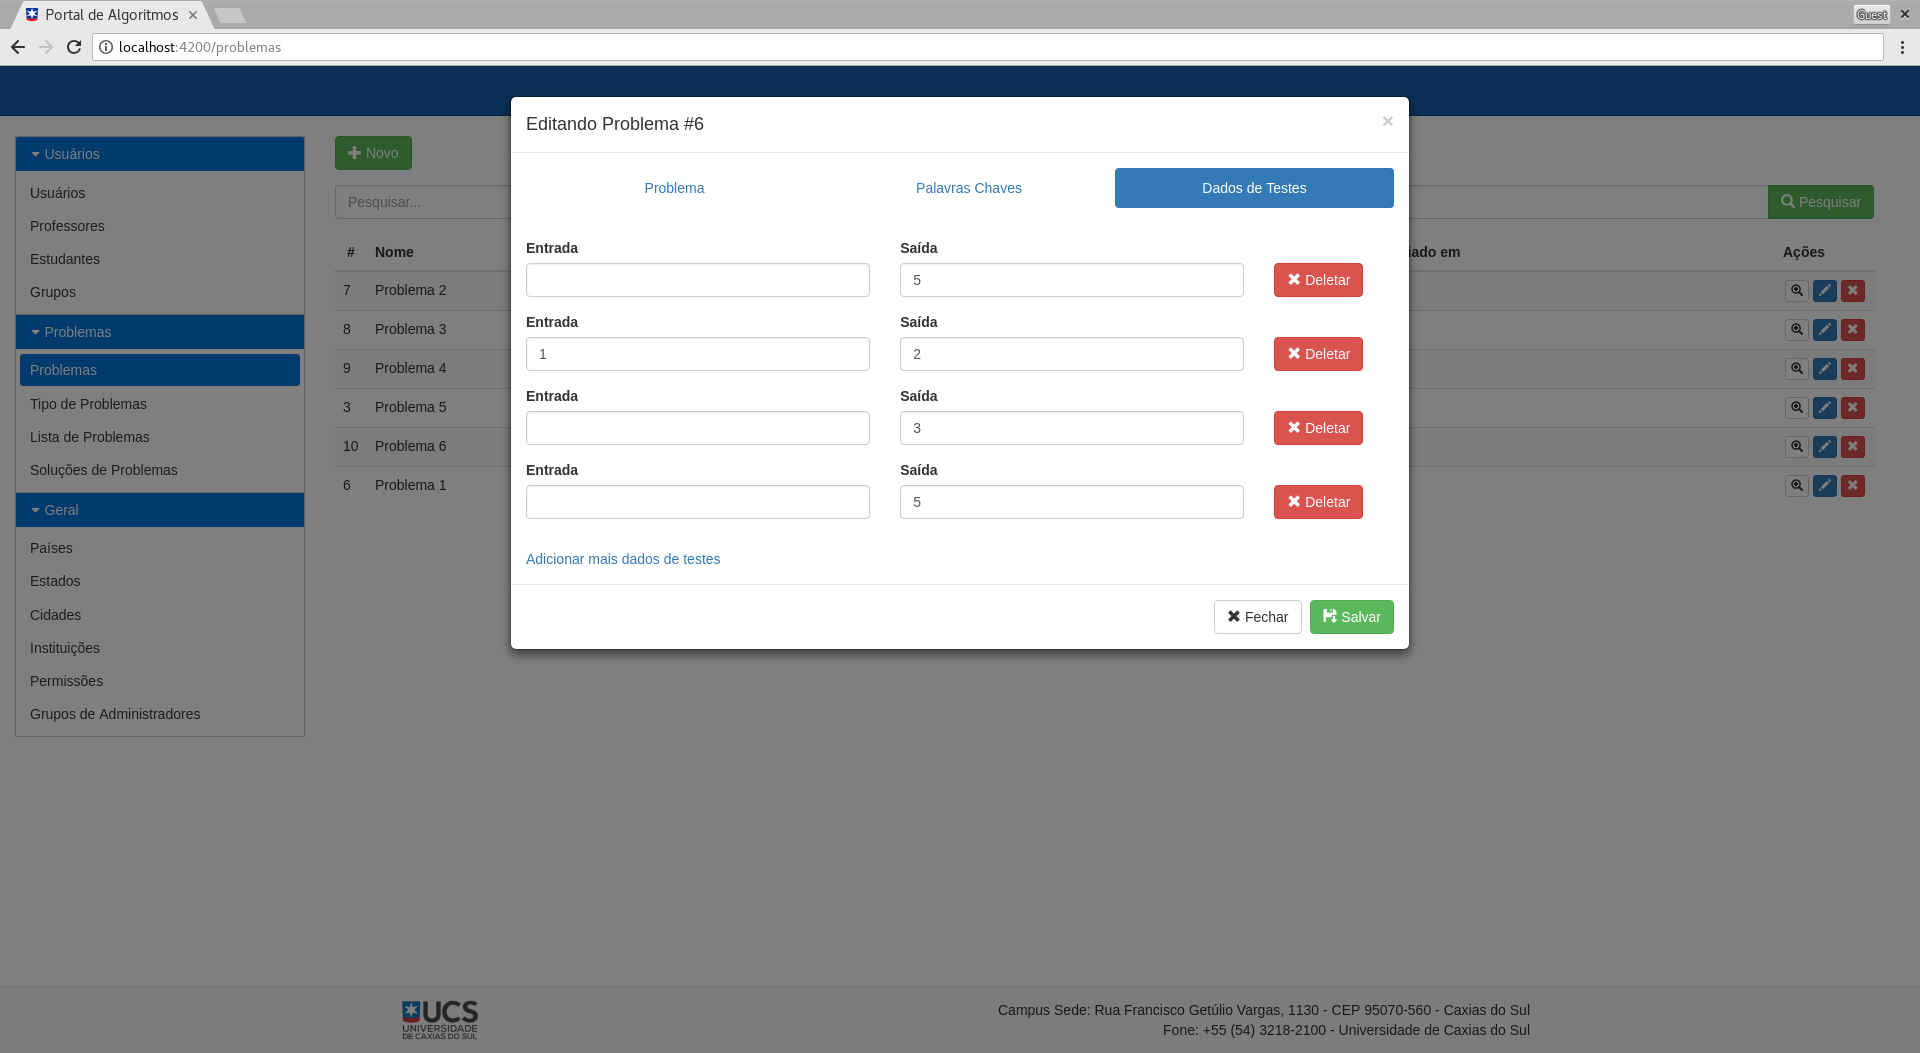 Portal de Algoritmos
Guest
localhost:4200/problemas
Editando Problema #6
Problema
Palavras Chaves
Dados de Testes
Entrada
Saída
5
Deletar
Entrada
Saída
1
2
Deletar
Entrada
Saída
3
Deletar
Entrada
Saída
5
Deletar
Adicionar mais dados de testes
Fechar
Salvar
Usuários
Usuários
Professores
Estudantes
Grupos
Problemas
Problemas
Tipo de Problemas
Lista de Problemas
Soluções de Problemas
Geral
Países
Estados
Cidades
Instituições
Permissões
Grupos de Administradores
Novo
Pesquisar...
Pesquisar
# Nome
iado em
Ações
7 Problema 2
8 Problema 3
9 Problema 4
3 Problema 5
10 Problema 6
6 Problema 1
UCS
UNIVERSIDADE
DE CAXIAS DO SUL
Campus Sede: Rua Francisco Getúlio Vargas, 1130 - CEP 95070-560 - Caxias do Sul
Fone: +55 (54) 3218-2100 - Universidade de Caxias do Sul